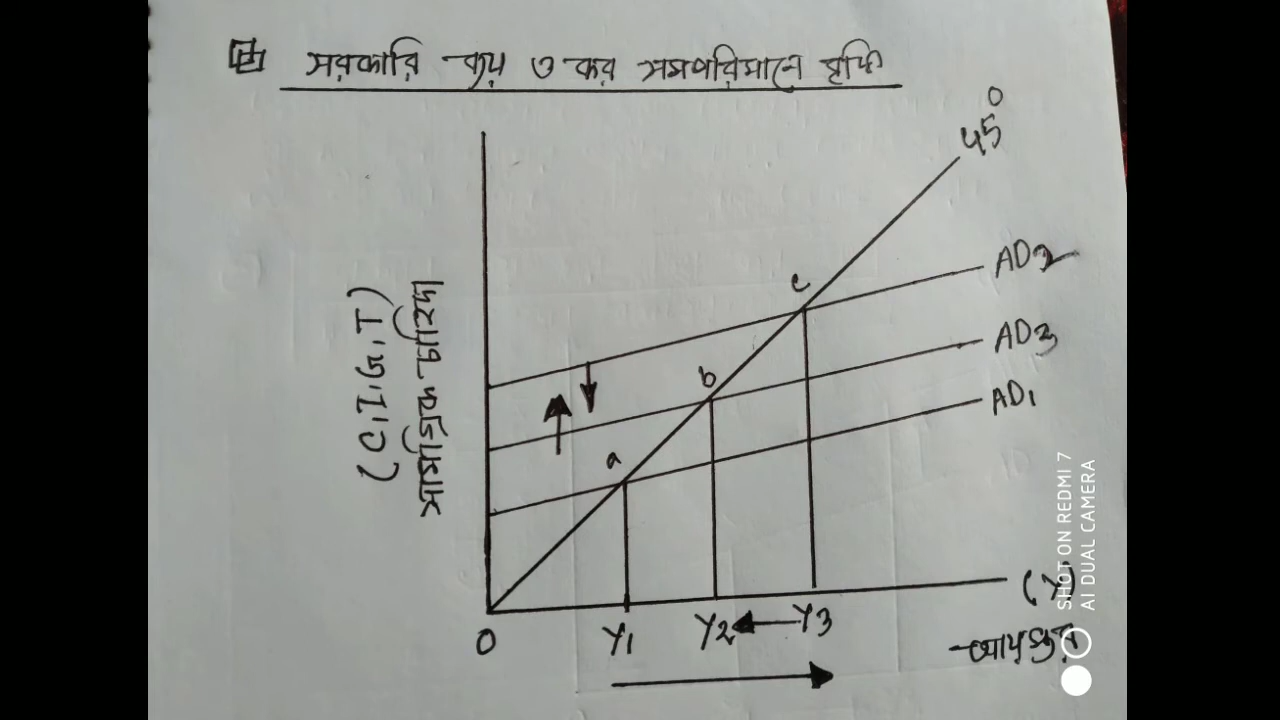 সরকারি ব্যয় ও কর সমপরিমানে বৃদ্ধি
45°
AD2
c
AD3
b
AD1
a
(C,I,G,T)
0
Y1
Y2
Y3
(Y)
আয়স্তর
SHOT ON REDMI 7
AI DUAL CAMERA